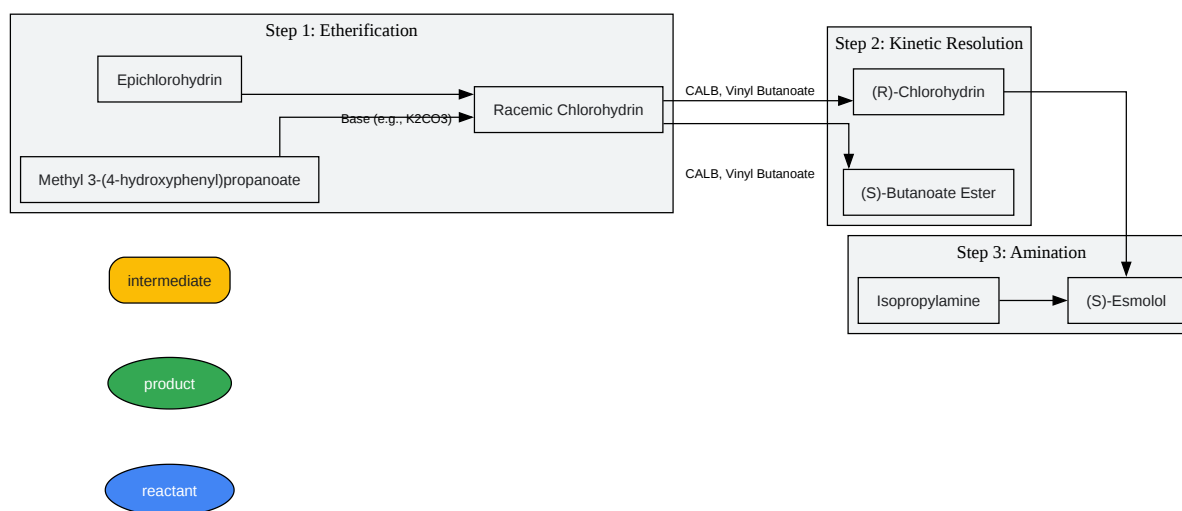 Step 1: Etherification
Epichlorohydrin
Base (e.g., K2CO3)
Methyl 3-(4-hydroxyphenyl)propanoate
Racemic Chlorohydrin
CALB, Vinyl Butanoate
CALB, Vinyl Butanoate
Step 2: Kinetic Resolution
(R)-Chlorohydrin
(S)-Butanoate Ester
Step 3: Amination
Isopropylamine
(S)-Esmolol
intermediate
product
reactant